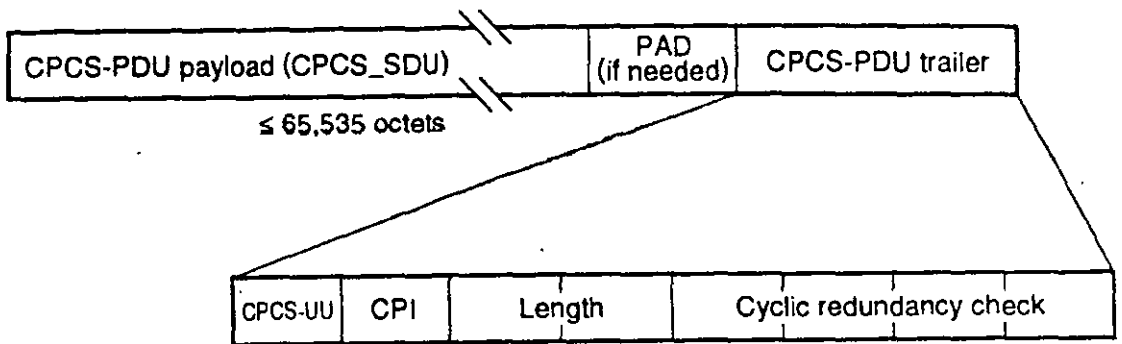 CPCS-PDU payload (CPCS_SDU)
PAD
(if needed)
CPCS-PDU trailer
≤ 65,535 octets
CPCS-UU
CPI
Length
Cyclic redundancy check